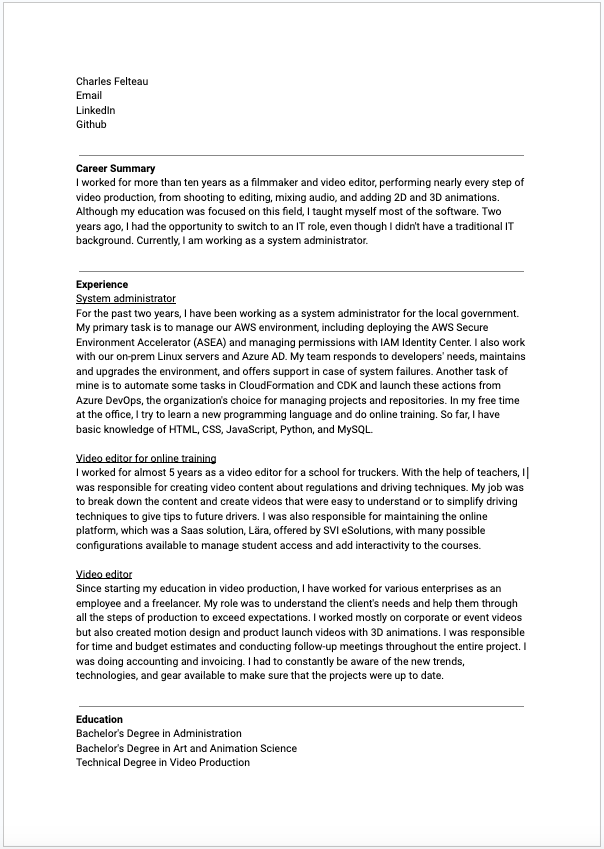 Charles Felteau
Email
LinkedIn
Github
Career Summary
I worked for more than ten years as a filmmaker and video editor, performing nearly every step of
video production, from shooting to editing, mixing audio, and adding 2D and 3D animations.
Although my education was focused on this field, I taught myself most of the software. Two
years ago, I had the opportunity to switch to an IT role, even though I didn't have a traditional IT
background. Currently, I am working as a system administrator.
Experience
System administrator
For the past two years, I have been working as a system administrator for the local government.
My primary task is to manage our AWS environment, including deploying the AWS Secure
Environment Accelerator (ASEA) and managing permissions with IAM Identity Center. I also work
with our on-prem Linux servers and Azure AD. My team responds to developers' needs, maintains
and upgrades the environment, and offers support in case of system failures. Another task of
mine is to automate some tasks in CloudFormation and CDK and launch these actions from
Azure DevOps, the organization's choice for managing projects and repositories. In my free time
at the office, I try to learn a new programming language and do online training. So far, I have
basic knowledge of HTML, CSS, JavaScript, Python, and MySQL.
Video editor for online training
I worked for almost 5 years as a video editor for a school for truckers. With the help of teachers, I
was responsible for creating video content about regulations and driving techniques. My job was
to break down the content and create videos that were easy to understand or to simplify driving
techniques to give tips to future drivers. I was also responsible for maintaining the online
platform, which was a Saas solution, Lära, offered by SVI eSolutions, with many possible
configurations available to manage student access and add interactivity to the courses.
Video editor
Since starting my education in video production, I have worked for various enterprises as an
employee and a freelancer. My role was to understand the client's needs and help them through
all the steps of production to exceed expectations. I worked mostly on corporate or event videos
but also created motion design and product launch videos with 3D animations. I was responsible
for time and budget estimates and conducting follow-up meetings throughout the entire project. I
was doing accounting and invoicing. I had to constantly be aware of the new trends,
technologies, and gear available to make sure that the projects were up to date.
Education
Bachelor's Degree in Administration
Bachelor's Degree in Art and Animation Science
Technical Degree in Video Production